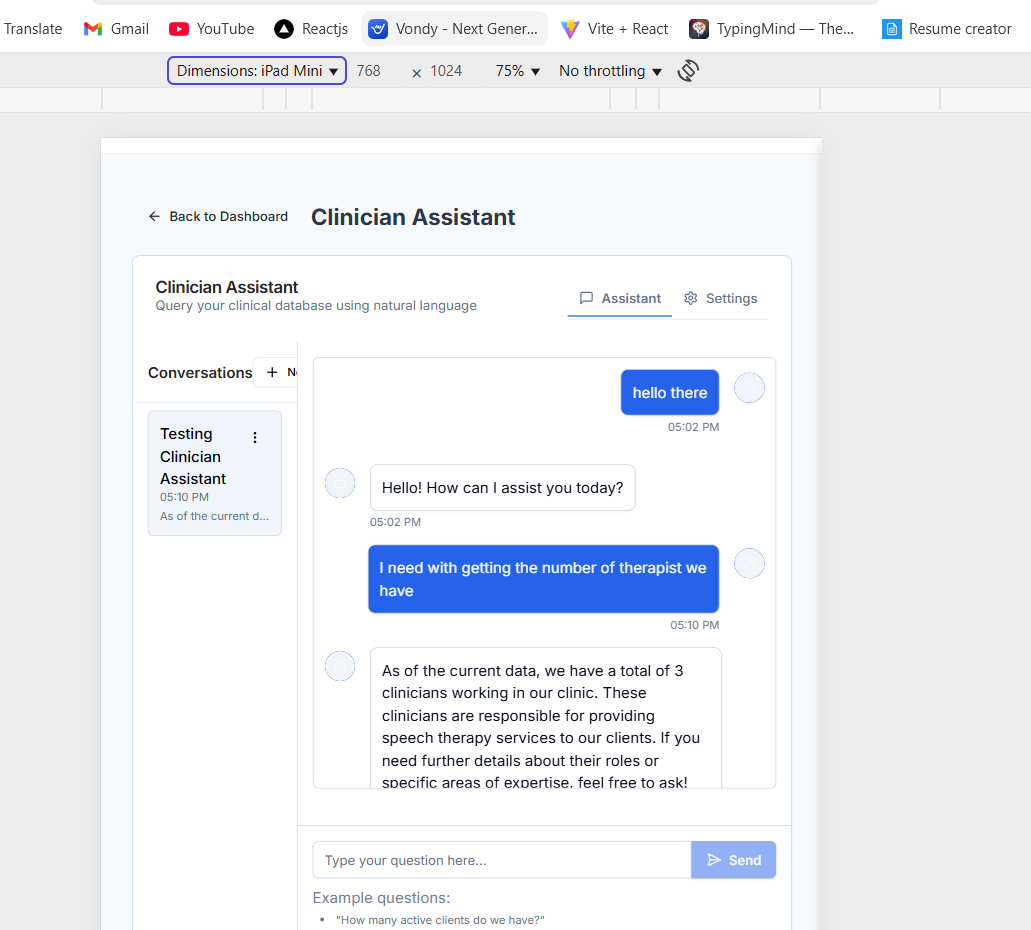 Translate Gmail YouTube Reactjs Vondy - Next Gener... Vite + React TypingMind — The... Resume creator
Dimensions: iPad Mini ▼ 768 × 1024 75% ▼ No throttling ▼
Back to Dashboard Clinician Assistant
Clinician Assistant
Query your clinical database using natural language
Assistant Settings
Conversations + Ne
Testing
Clinician
Assistant
05:10 PM
As of the current d...
hello there
05:02 PM
Hello! How can I assist you today?
05:02 PM
I need with getting the number of therapist we
have
05:10 PM
As of the current data, we have a total of 3
clinicians working in our clinic. These
clinicians are responsible for providing
speech therapy services to our clients. If you
need further details about their roles or
specific areas of expertise, feel free to ask!
Type your question here... Send
Example questions:
• "How many active clients do we have?"